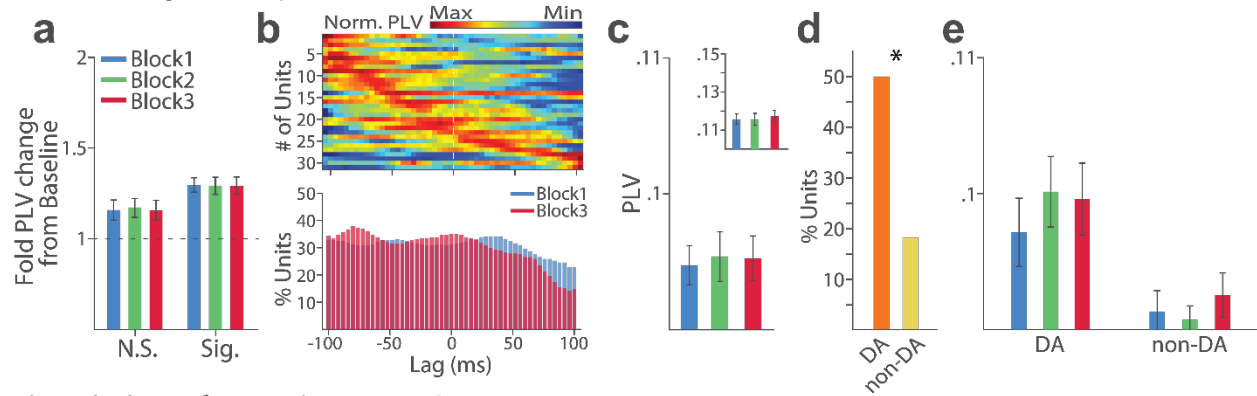 a
2
Block1
Block2
Block3
1.5
1
Fold PLV change
from Baseline
N.S.
Sig.
b
Norm. PLV
Max
Min
5
10
15
20
25
30
# of Units
50
40
30
20
10
% Units
Block1
Block3
-100
-50
0
50
100
Lag (ms)
c
.11
.1
PLV
.15
.13
.11
d
*
50
40
50
30
20
10
% Units
DA
non-DA
e
.11
.1
DA
non-DA